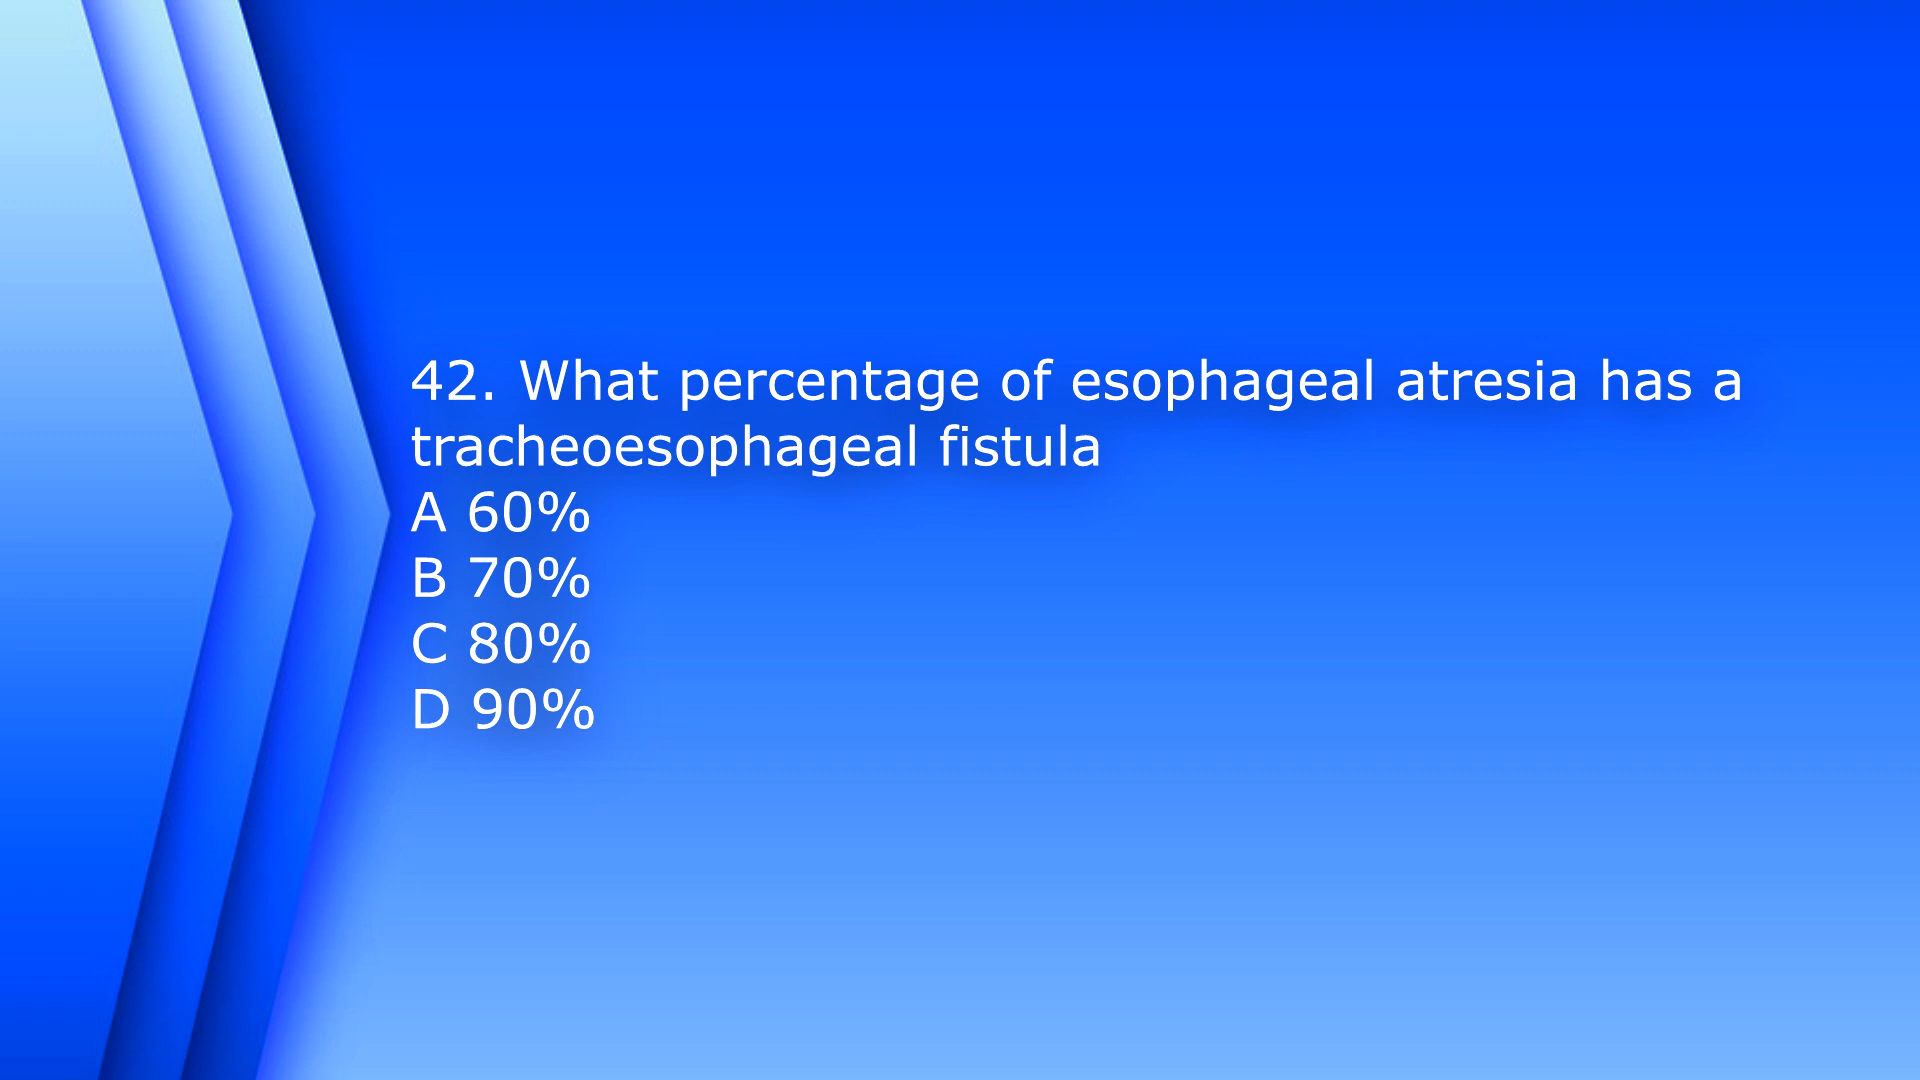 42. What percentage of esophageal atresia has a
tracheoesophageal fistula
A 60%
B 70%
C 80%
D 90%